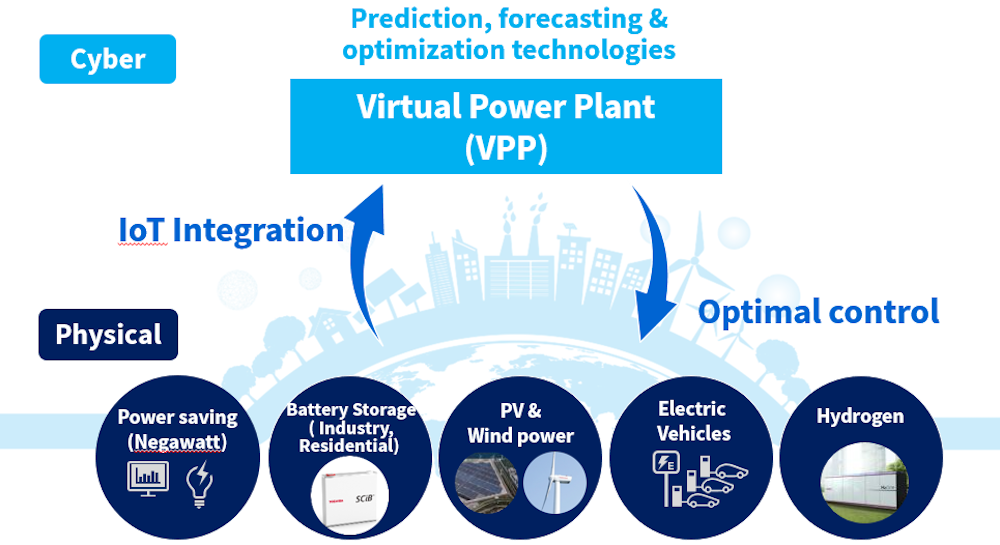 Prediction, forecasting &
optimization technologies
Cyber
Virtual Power Plant
(VPP)
IoT Integration
Optimal control
Physical
Power saving
(Negawatt)
Battery Storage
( Industry,
Residential)
SCiB
PV &
Wind power
Electric
Vehicles
E
Hydrogen